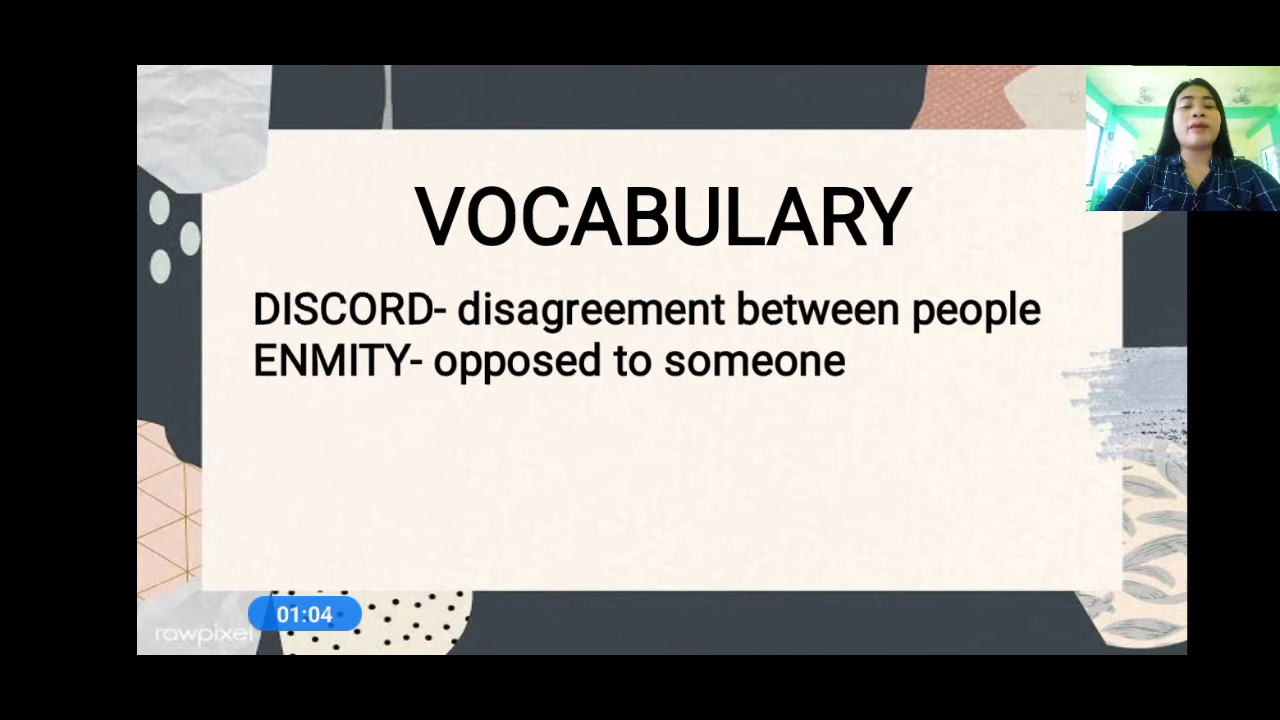 VOCABULARY
DISCORD- disagreement between people
ENMITY- opposed to someone
01:04
rawpixel